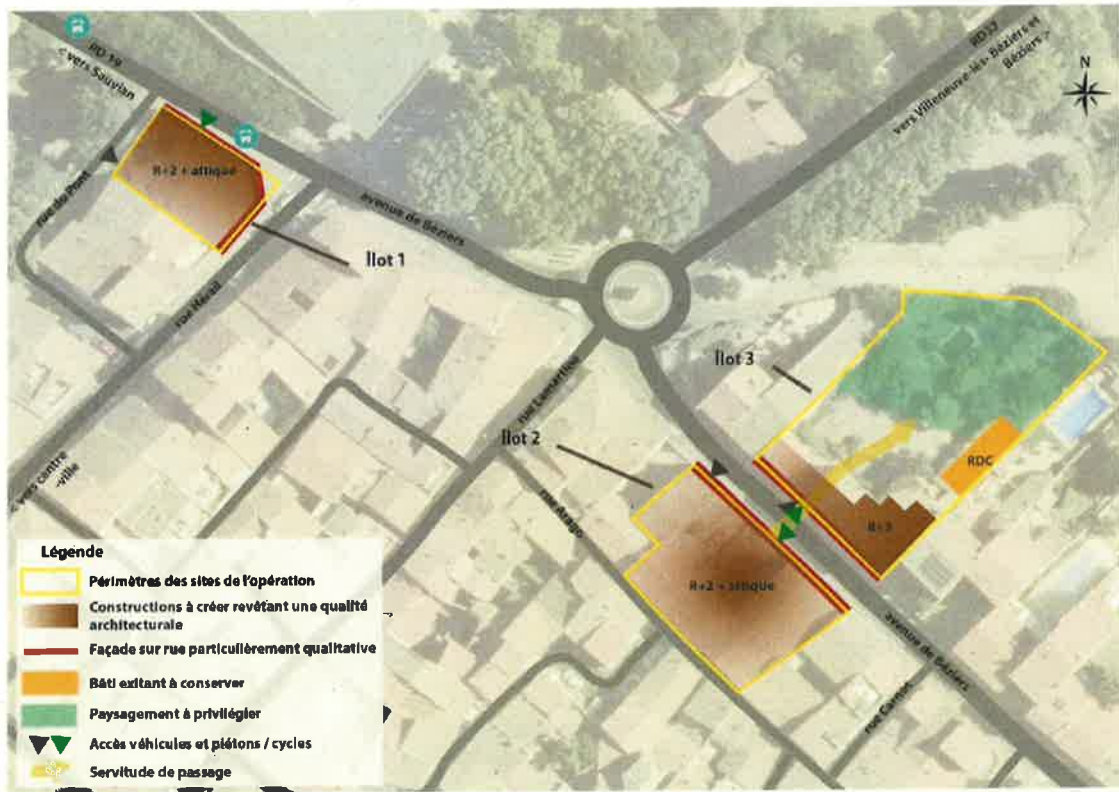 RD 19
< vers Sauvian
RD 37
vers Villeneuve-lès-Béziers et
Béziers >
N
R+2 + attique
rue du Pont
avenue de Béziers
Îlot 1
rue Hérail
Îlot 3
rue Lamartine
Îlot 2
< vers centre
-ville
RDC
rue Arago
R+2 + attique
avenue de Béziers
rue Carnot
Légende
Périmètres des sites de l'opération
Constructions à créer revêtant une qualité
architecturale
Façade sur rue particulièrement qualitative
Bâti exitant à conserver
Paysagement à privilégier
Accès véhicules et piétons / cycles
Servitude de passage